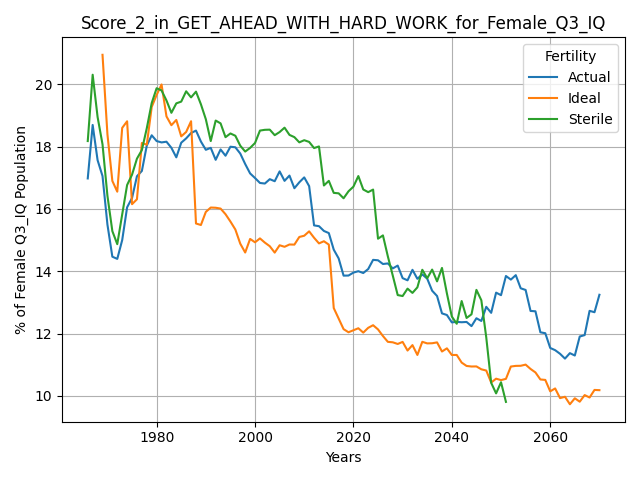 Score_2_in_GET_AHEAD_WITH_HARD_WORK_for_Female_Q3_IQ
Fertility
Actual
Ideal
Sterile
% of Female Q3_IQ Population
20
18
16
14
12
10
1980
2000
2020
2040
2060
Years